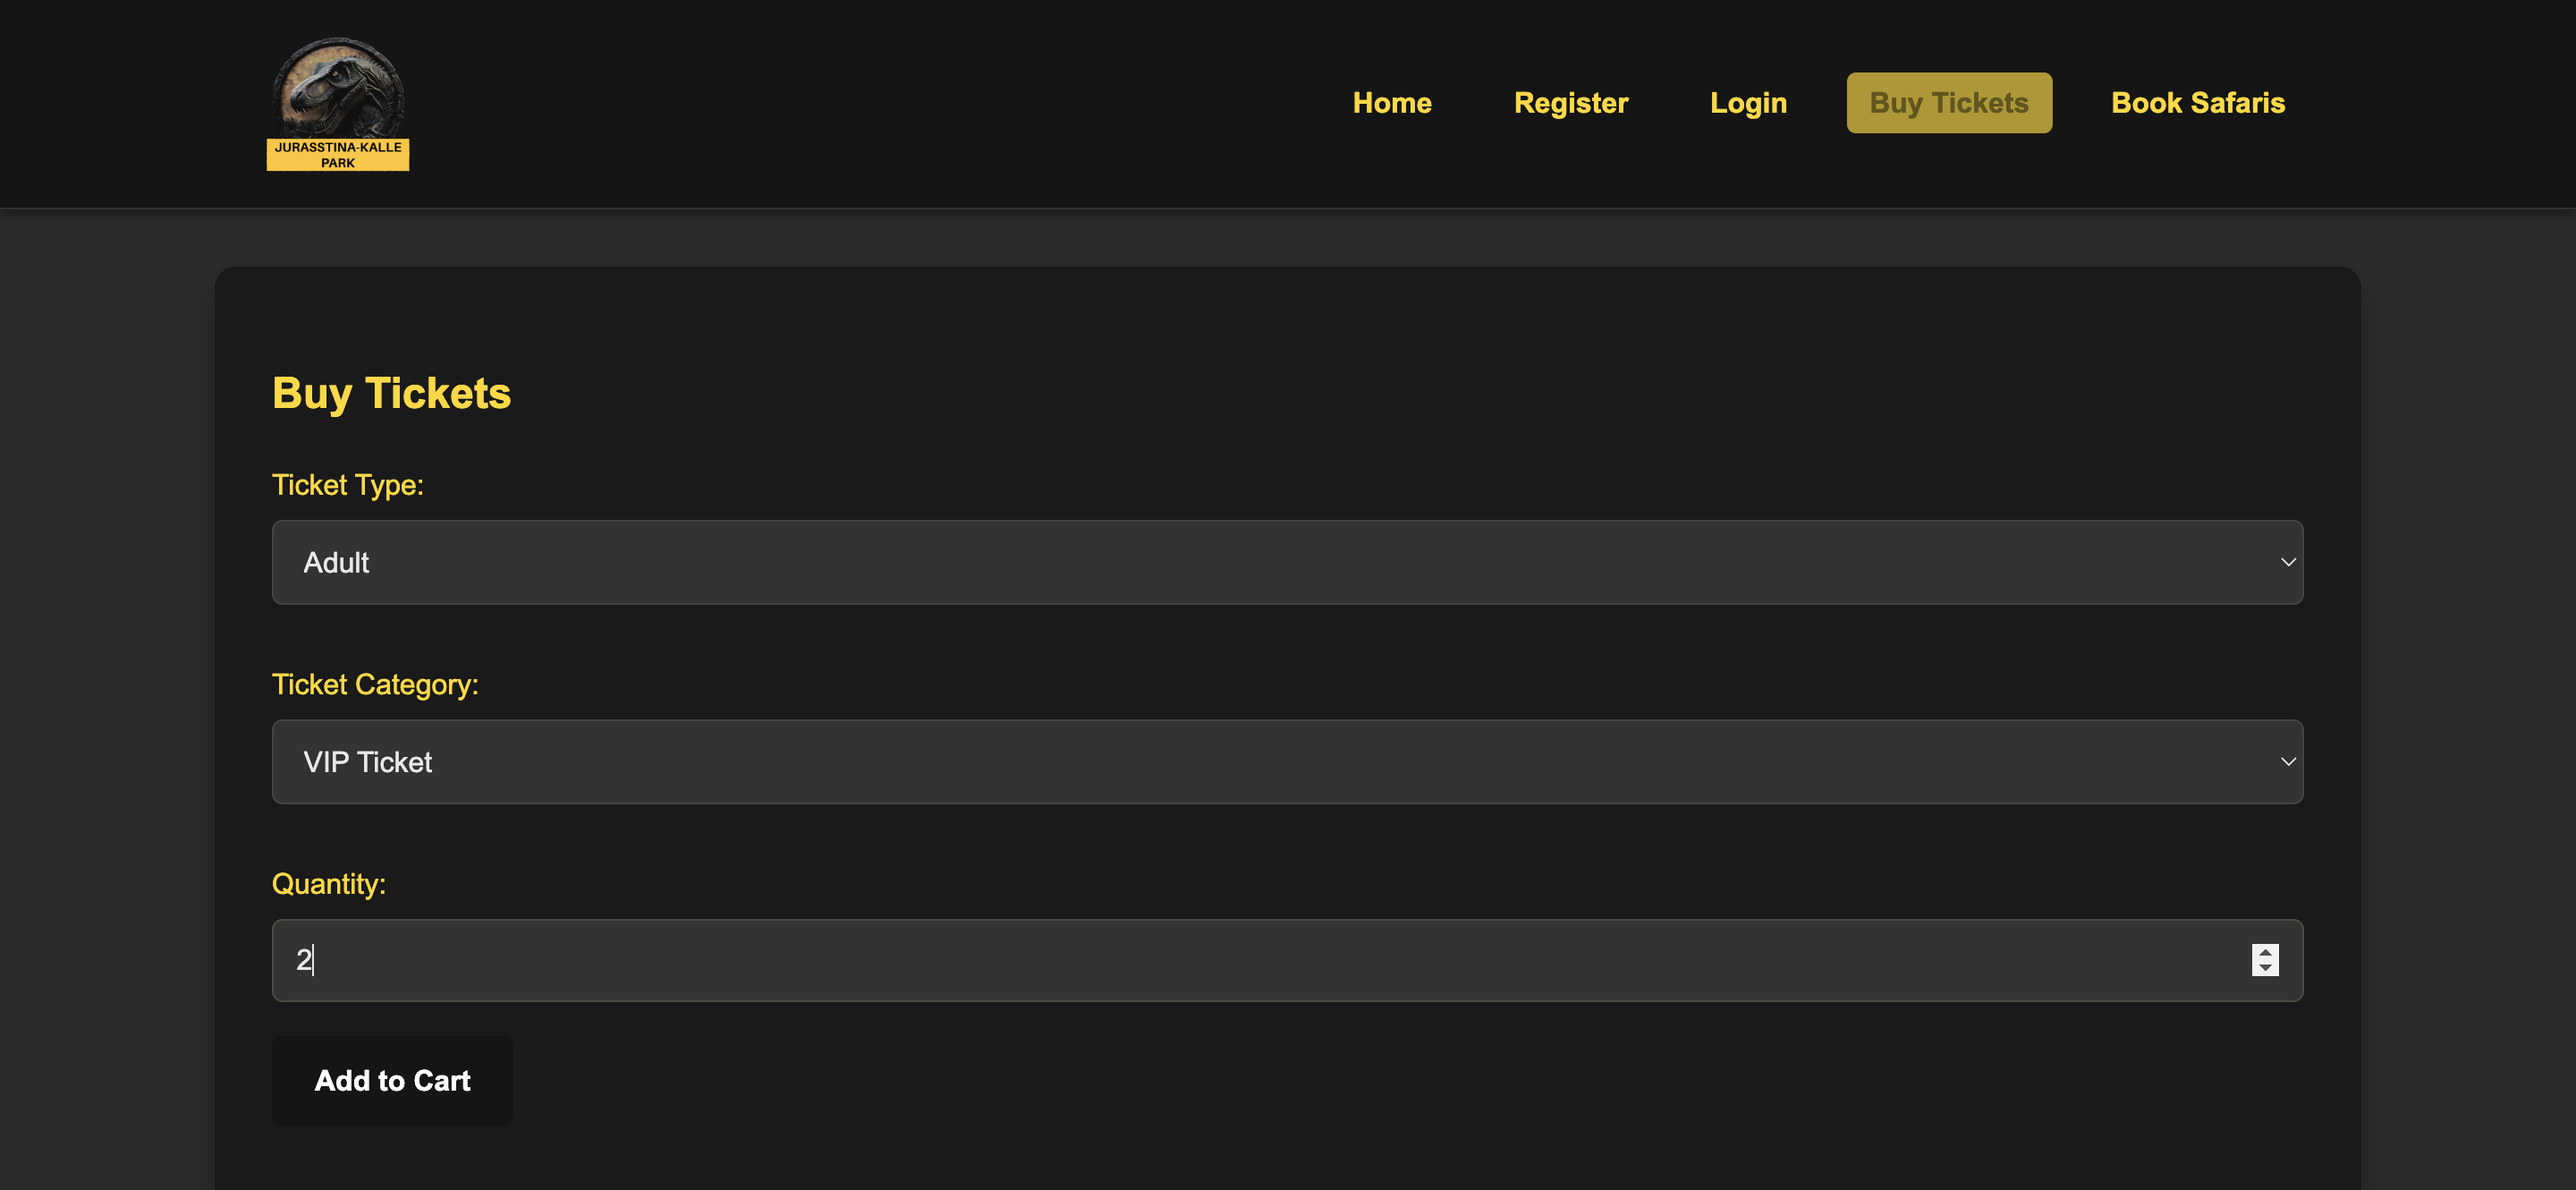 JURASSTINA-KALLE
PARK
Home Register Login Buy Tickets Book Safaris
Buy Tickets
Ticket Type:
Adult
Ticket Category:
VIP Ticket
Quantity:
2
Add to Cart